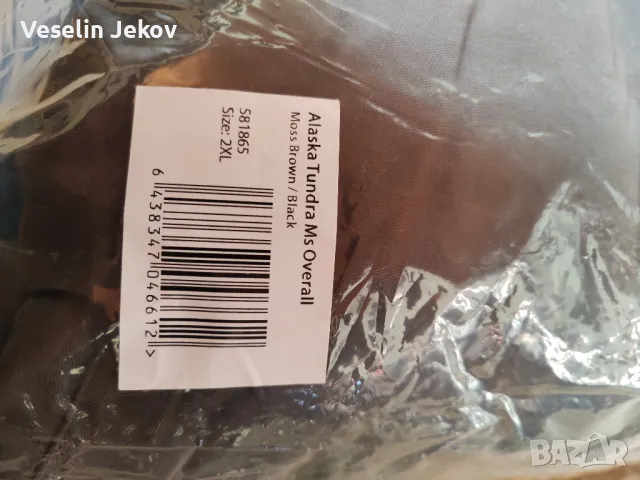 Veselin Jekov
Alaska Tundra Ms Overall
Moss Brown / Black
581865
Size: 2XL
6 438347 046612 >
BAZAR